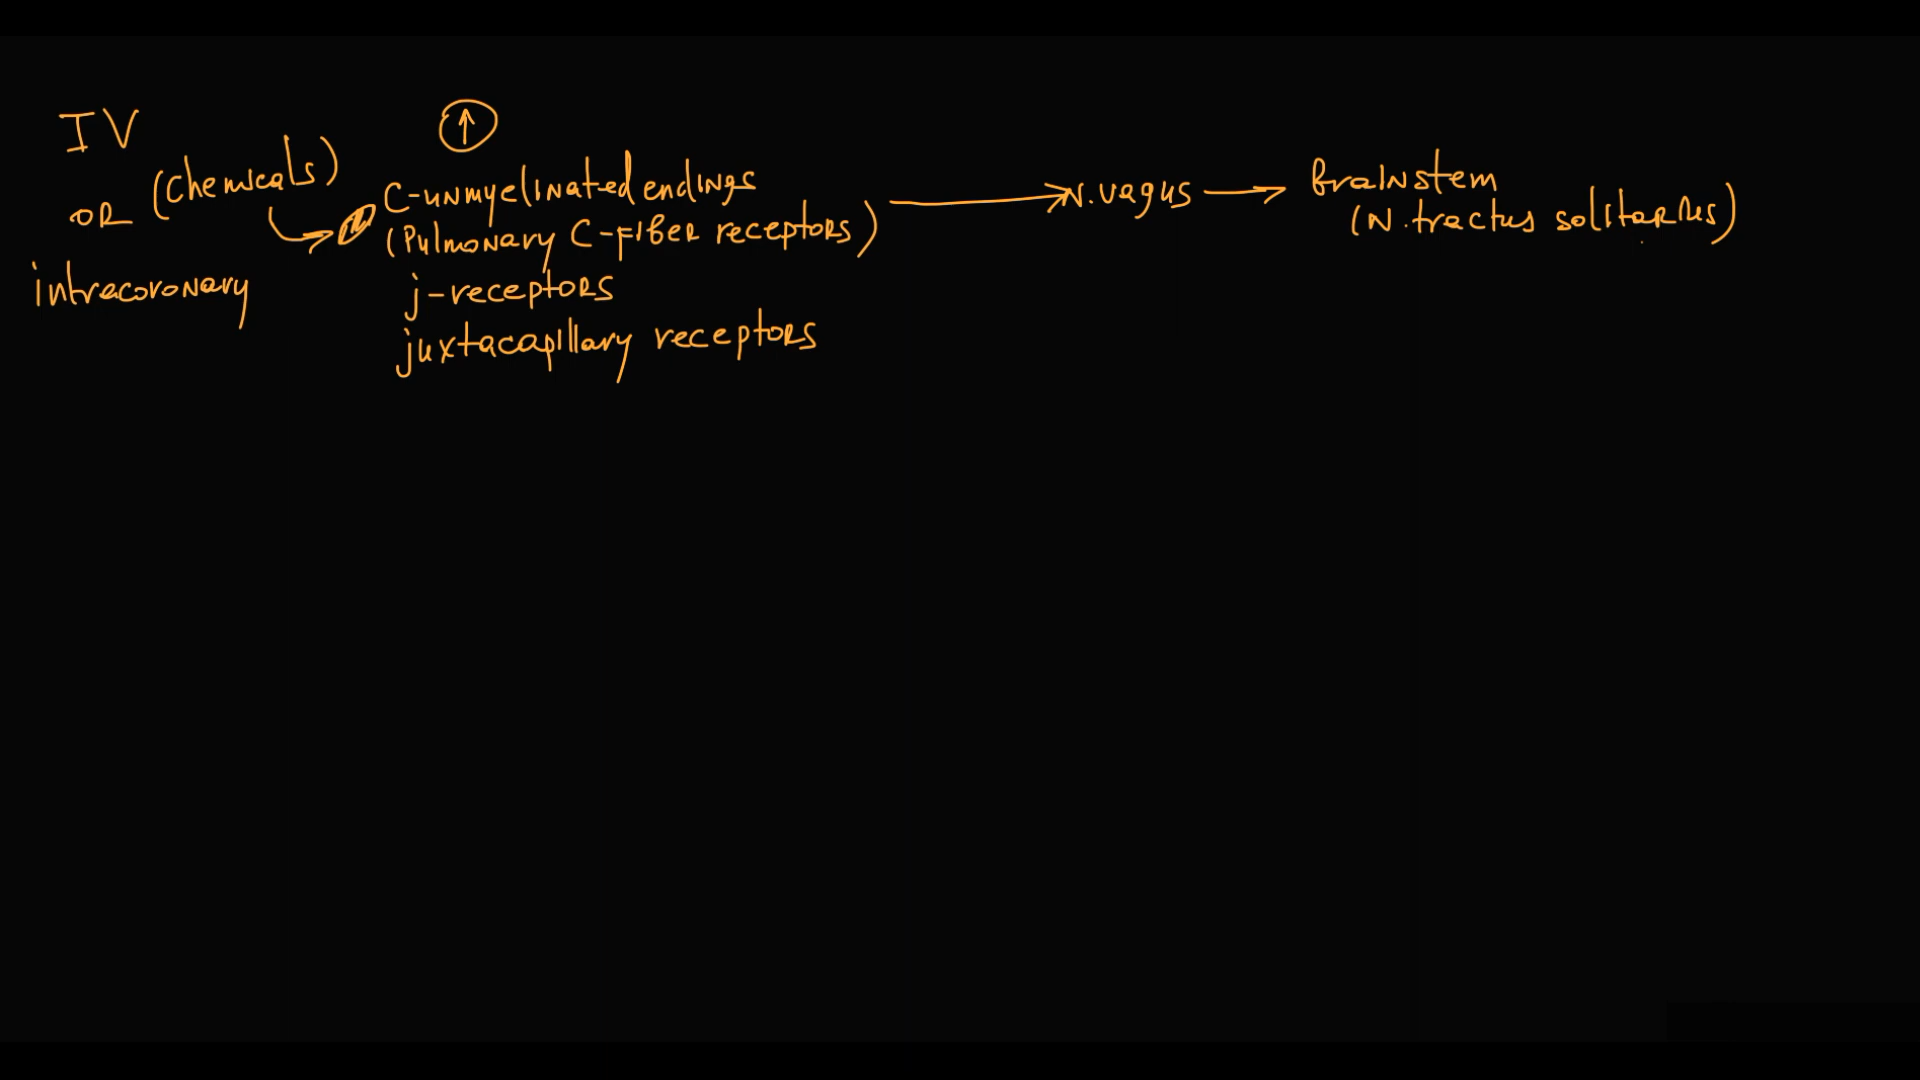 IV
OR
(Chemicals)
intracoronary
↑
C-unmyelinated endings
(Pulmonary C-fiber receptors)
j-receptors
juxtacapillary receptors
N.vagus
Brainstem
(N.tractus solitarius)